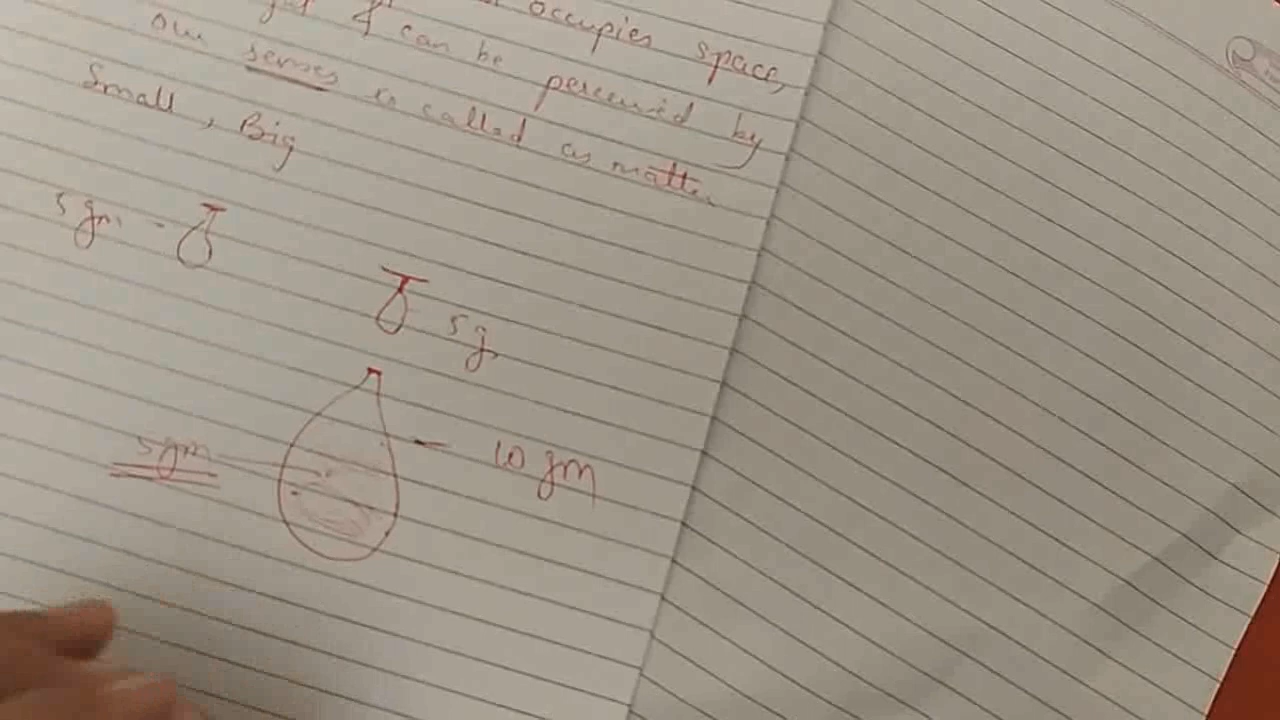 occupies space,
& can be perceived by
our senses is called as matter
Small, Big
5 gm -
5 g
5gm
- 10 gm